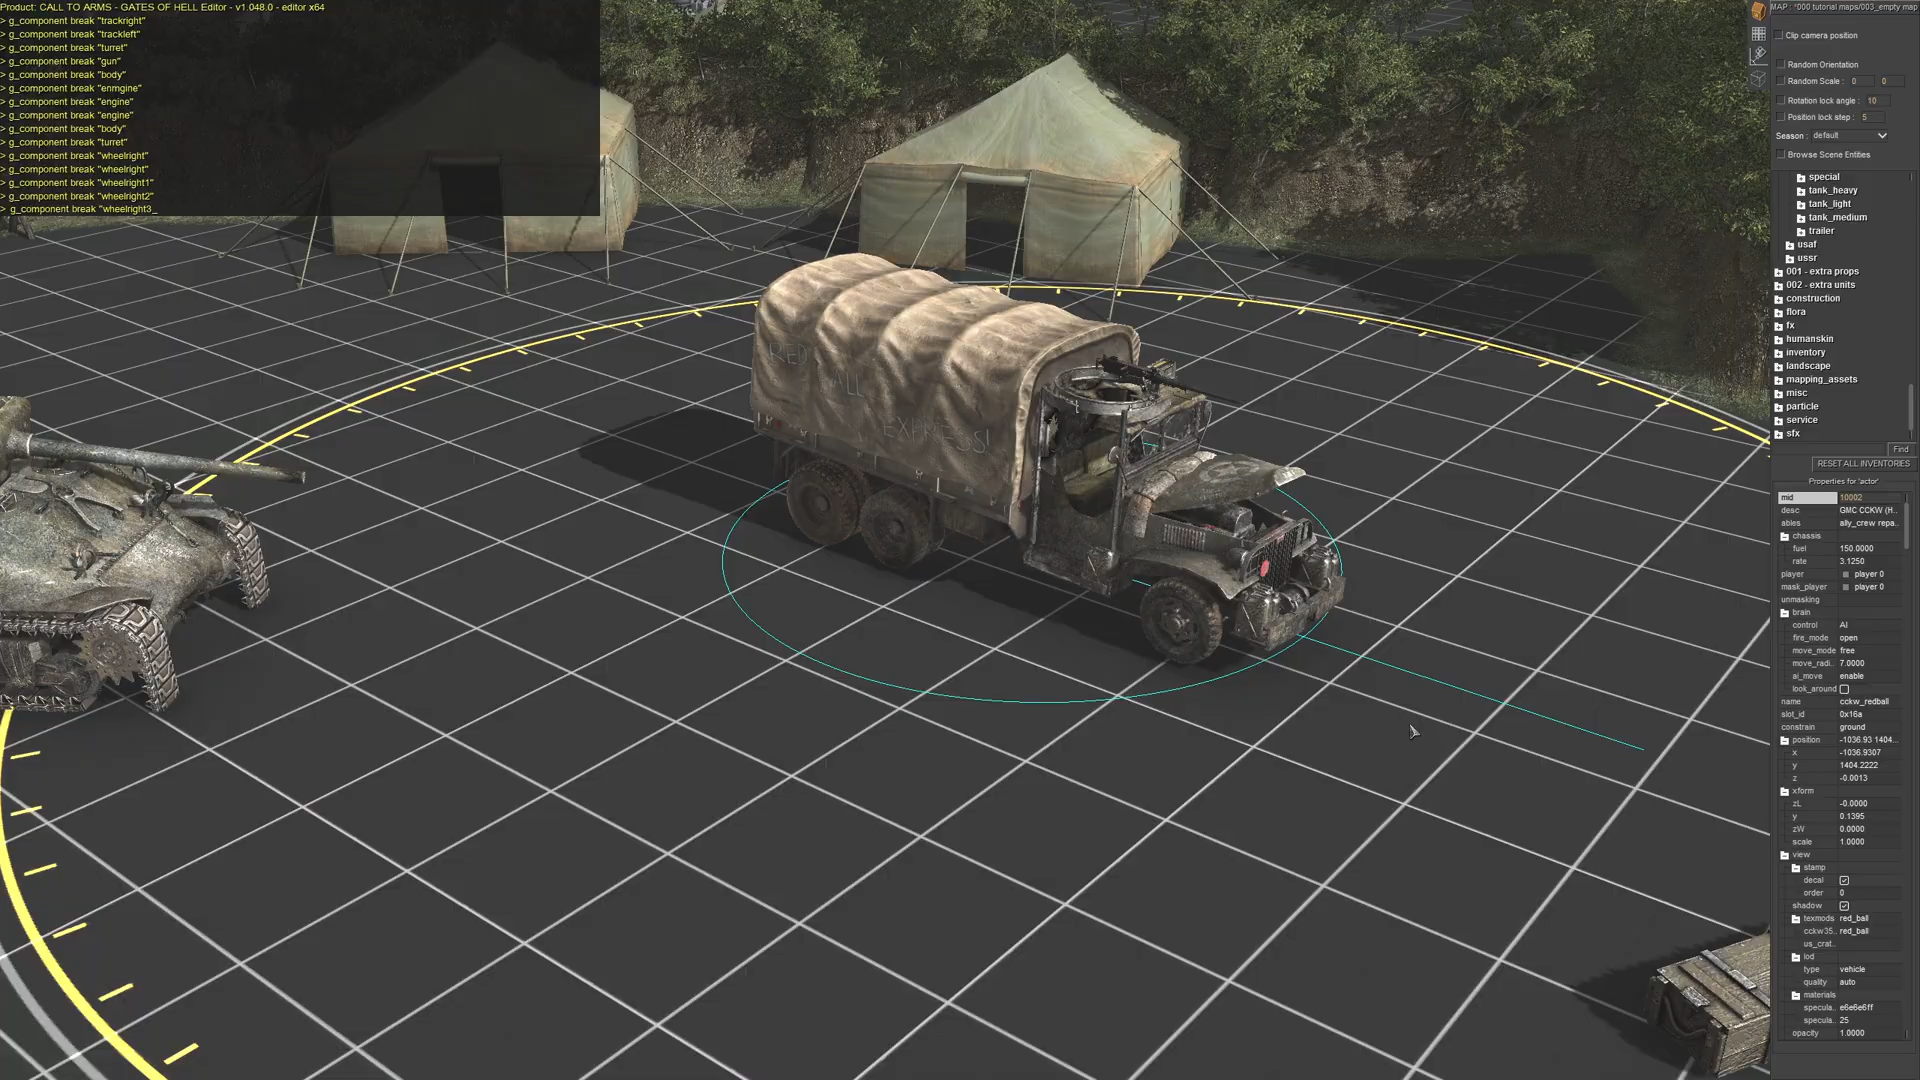 Product: CALL TO ARMS - GATES OF HELL Editor - v1.048.0 - editor x64
> g_component break "trackright"
> g_component break "trackleft"
> g_component break "turret"
> g_component break "gun"
> g_component break "body"
> g_component break "enmgine"
> g_component break "engine"
> g_component break "engine"
> g_component break "body"
> g_component break "turret"
> g_component break "wheelright"
> g_component break "wheelright"
> g_component break "wheelright1"
> g_component break "wheelright2"
> g_component break "wheelright3_
RED
ALL
EXPRESS!
MAP : *000 tutorial maps/003_empty map
Clip camera position
Random Orientation
Random Scale : 0 0
Rotation lock angle : 10
Position lock step : 5
Season : default
Browse Scene Entities
special
tank_heavy
tank_light
tank_medium
trailer
usaf
ussr
001 - extra props
002 - extra units
construction
flora
fx
humanskin
inventory
landscape
mapping_assets
misc
particle
service
sfx
Find
RESET ALL INVENTORIES
Properties for 'actor'
mid 10002
desc GMC CCKW (H..
ables ally_crew repa..
chassis
fuel 150.0000
rate 3.1250
player player 0
mask_player player 0
unmasking
brain
control AI
fire_mode open
move_mode free
move_radi.. 7.0000
ai_move enable
look_around
name cckw_redball
slot_id 0x16a
constrain ground
position -1036.93 1404...
x -1036.9307
y 1404.2222
z -0.0013
xform
zL -0.0000
y 0.1395
zW 0.0000
scale 1.0000
view
stamp
decal
order 0
shadow
texmods red_ball
cckw35.. red_ball
us_crat..
lod
type vehicle
quality auto
materials
specula.. e6e6e6ff
specula.. 25
opacity 1.0000